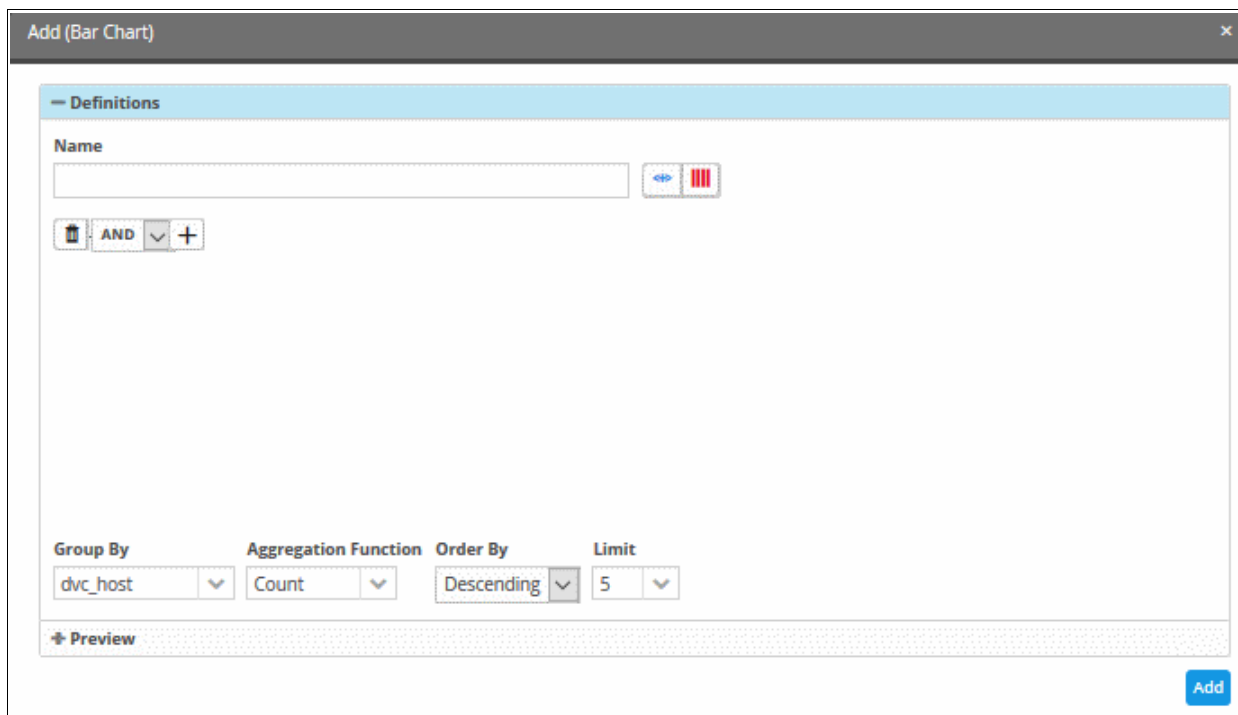 Add (Bar Chart)
Definitions
Name
AND
Group By Aggregation Function Order By Limit
dvc_host Count Descending 5
Preview
Add